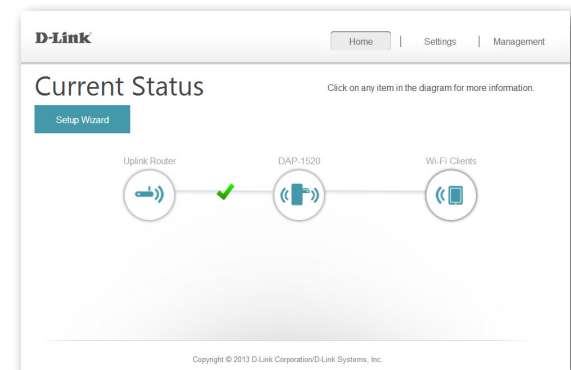 D-Link
Home | Settings | Management
Current Status
Click on any item in the diagram for more information.
Setup Wizard
Uplink Router
DAP-1520
Wi-Fi Clients
Copyright © 2013 D-Link Corporation/D-Link Systems, Inc.